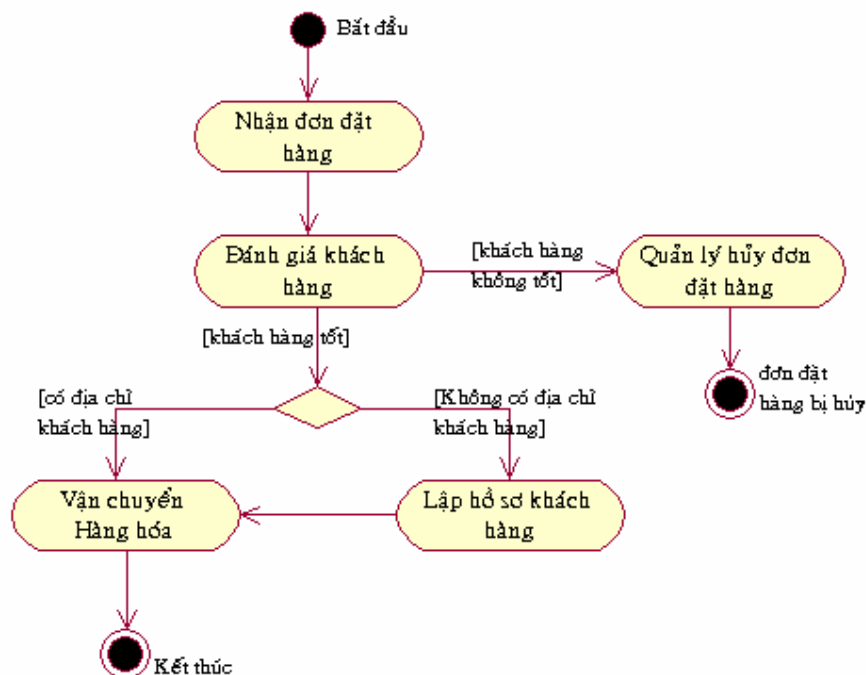 Bắt đầu
Nhận đơn đặt
hàng
Đánh giá khách
hàng
[khách hàng
không tốt]
Quản lý hủy đơn
đặt hàng
[khách hàng tốt]
đơn đặt
hàng bị hủy
[có địa chỉ
khách hàng]
[Không có địa chỉ
khách hàng]
Vận chuyển
Hàng hóa
Lập hồ sơ khách
hàng
Kết thúc